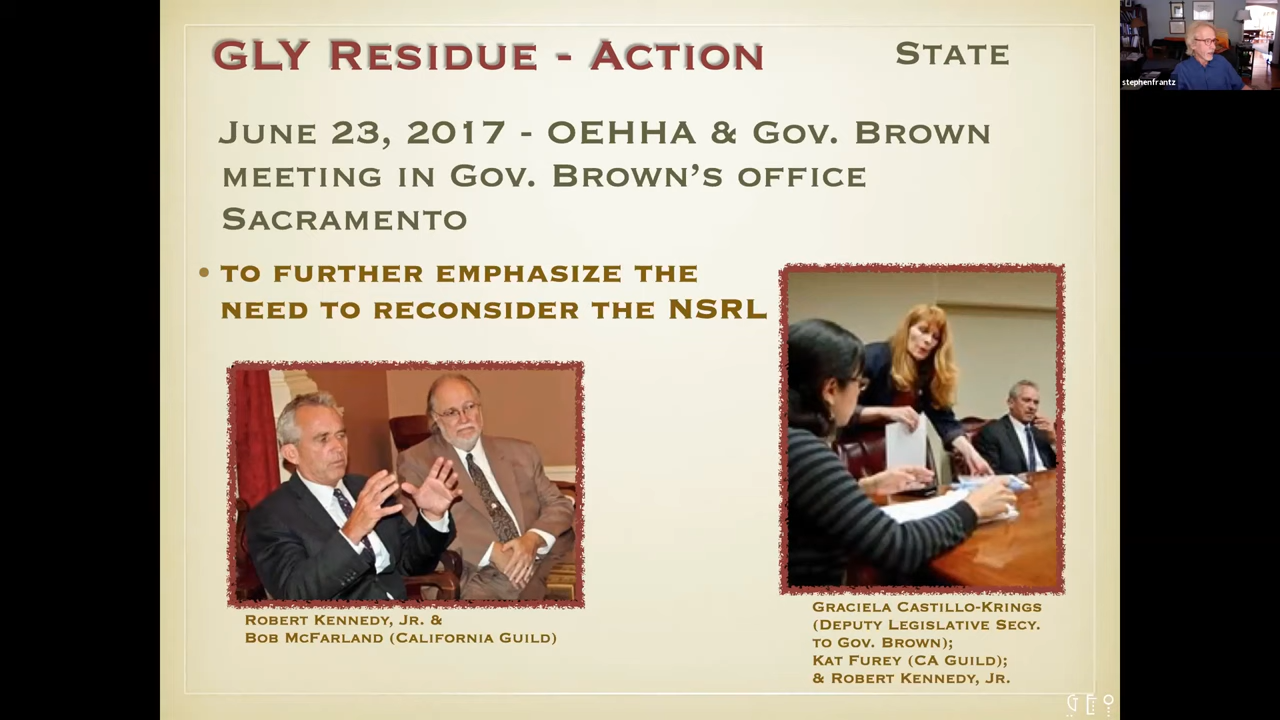 GLY Residue - Action
State
stephenfrantz
June 23, 2017 - OEHHA & Gov. Brown
meeting in Gov. Brown's office
Sacramento
• to further emphasize the
need to reconsider the NSRL
Robert Kennedy, Jr. &
Bob McFarland (California Guild)
Graciela Castillo-Krings
(Deputy Legislative Secy.
to Gov. Brown);
Kat Furey (CA Guild);
& Robert Kennedy, Jr.
GEO